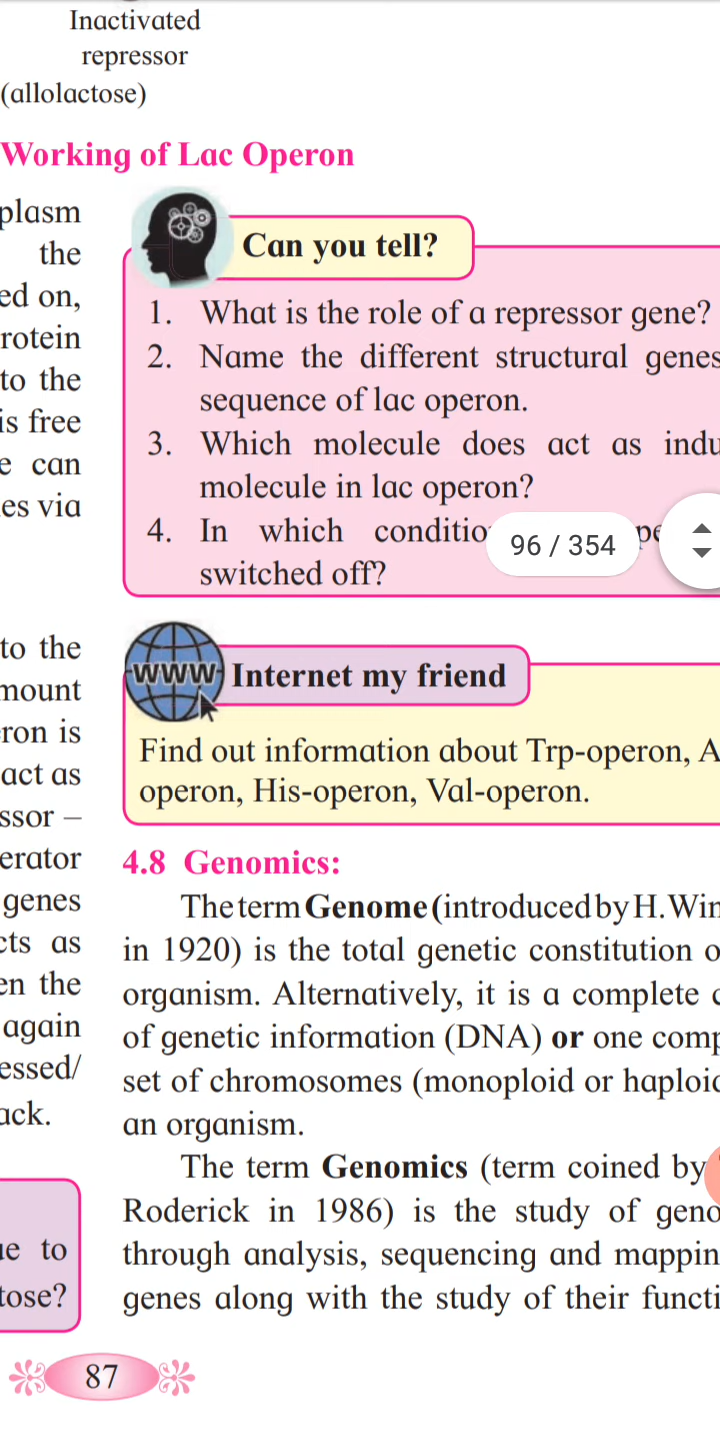 Inactivated
repressor
(allolactose)
Working of Lac Operon
plasm
the
ed on,
rotein
to the
is free
e can
es via
to the
mount
ron is
act as
ssor –
erator
genes
cts as
en the
again
essed/
ack.
ue to
tose?
Can you tell?
1. What is the role of a repressor gene?
2. Name the different structural genes
sequence of lac operon.
3. Which molecule does act as indu
molecule in lac operon?
4. In which conditio pe
switched off?
96 / 354
www Internet my friend
Find out information about Trp-operon, A
operon, His-operon, Val-operon.
4.8 Genomics:
The term Genome (introduced by H. Win
in 1920) is the total genetic constitution o
organism. Alternatively, it is a complete c
of genetic information (DNA) or one comp
set of chromosomes (monoploid or haploid
an organism.
The term Genomics (term coined by
Roderick in 1986) is the study of geno
through analysis, sequencing and mappin
genes along with the study of their functi
87